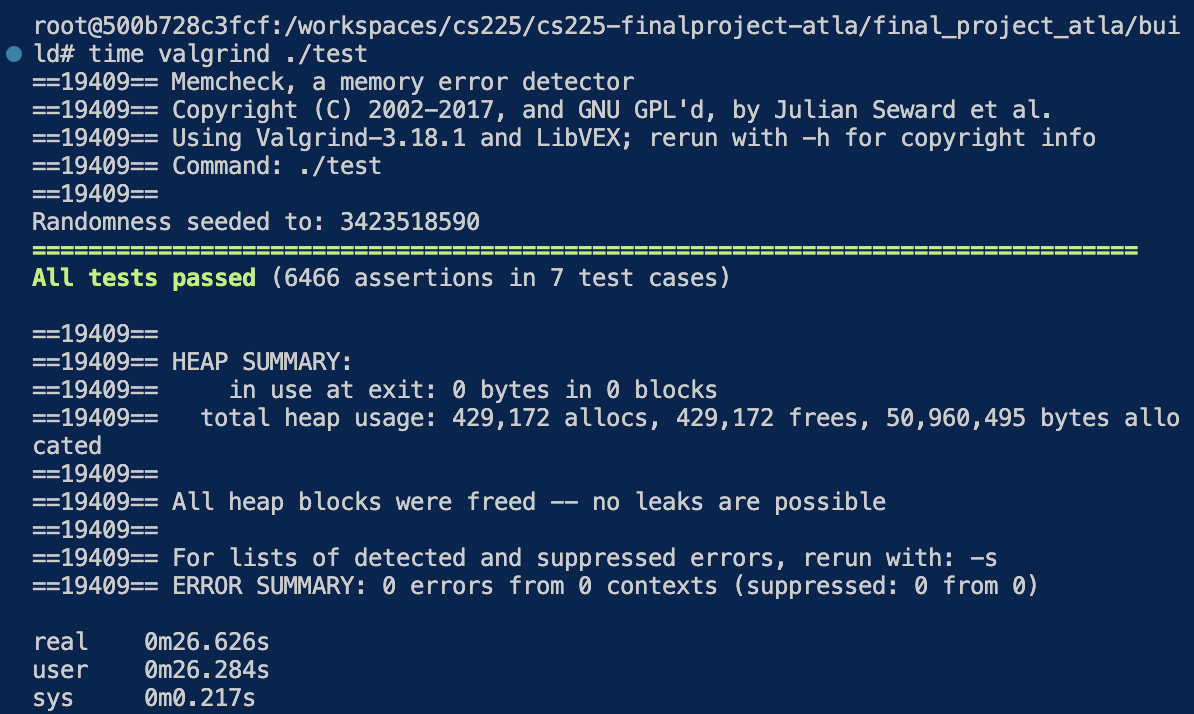 root@500b728c3fcf:/workspaces/cs225/cs225-finalproject-atla/final_project_atla/bui
ld# time valgrind ./test
==19409== Memcheck, a memory error detector
==19409== Copyright (C) 2002-2017, and GNU GPL'd, by Julian Seward et al.
==19409== Using Valgrind-3.18.1 and LibVEX; rerun with -h for copyright info
==19409== Command: ./test
==19409==
Randomness seeded to: 3423518590
===============================================================================
All tests passed (6466 assertions in 7 test cases)

==19409==
==19409== HEAP SUMMARY:
==19409==     in use at exit: 0 bytes in 0 blocks
==19409==   total heap usage: 429,172 allocs, 429,172 frees, 50,960,495 bytes allo
cated
==19409==
==19409== All heap blocks were freed -- no leaks are possible
==19409==
==19409== For lists of detected and suppressed errors, rerun with: -s
==19409== ERROR SUMMARY: 0 errors from 0 contexts (suppressed: 0 from 0)

real    0m26.626s
user    0m26.284s
sys     0m0.217s